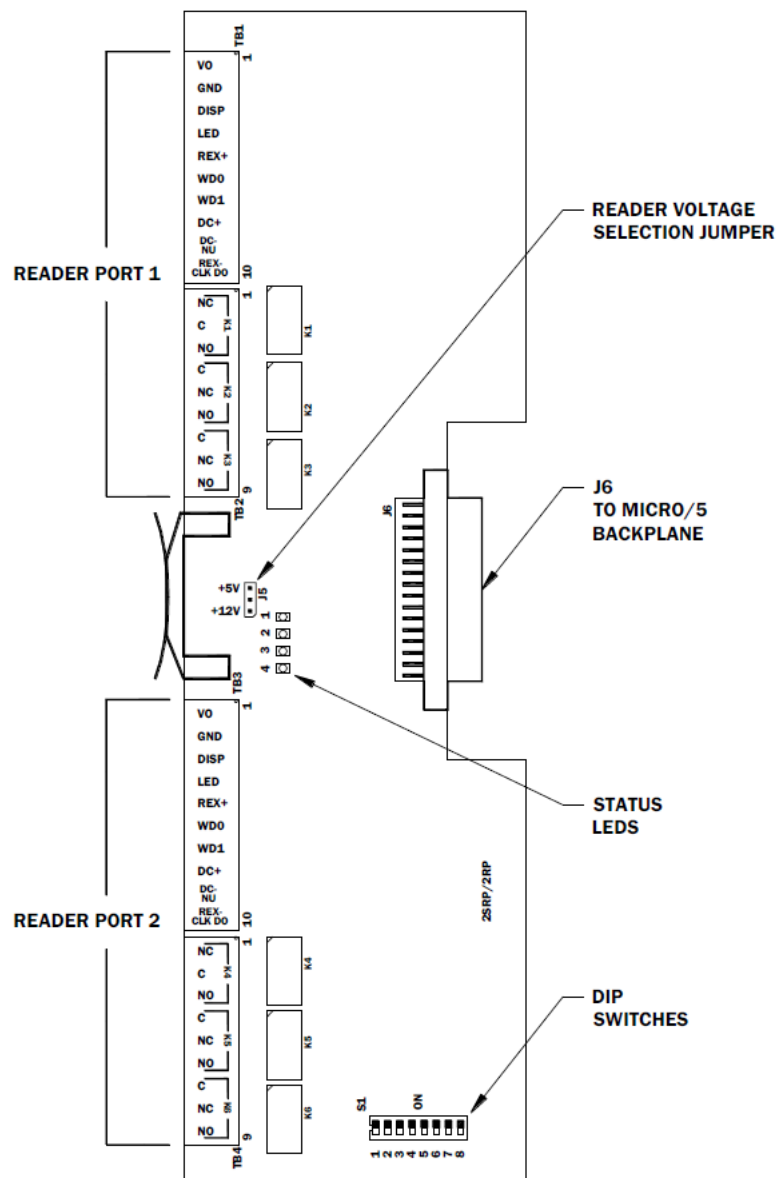 TB1
1
VO
GND
DISP
LED
REX+
WD0
WD1
DC+
DC-
NU
REX-
CLK DO
10
READER PORT 1
1
NC
C
NO
K1
K1
C
NC
NO
K2
K2
C
NC
NO
K3
K3
9
TB2
READER VOLTAGE
SELECTION JUMPER
J6
J6
TO MICRO/5
BACKPLANE
+5V
+12V
J5
1
2
3
4
STATUS
LEDS
TB3
1
VO
GND
DISP
LED
REX+
WD0
WD1
DC+
DC-
NU
REX-
CLK DO
10
READER PORT 2
2SRP/2RP
1
NC
C
NO
K4
K4
C
NC
NO
K5
K5
C
NC
NO
K6
K6
9
TB4
DIP
SWITCHES
S1
ON
1 2 3 4 5 6 7 8